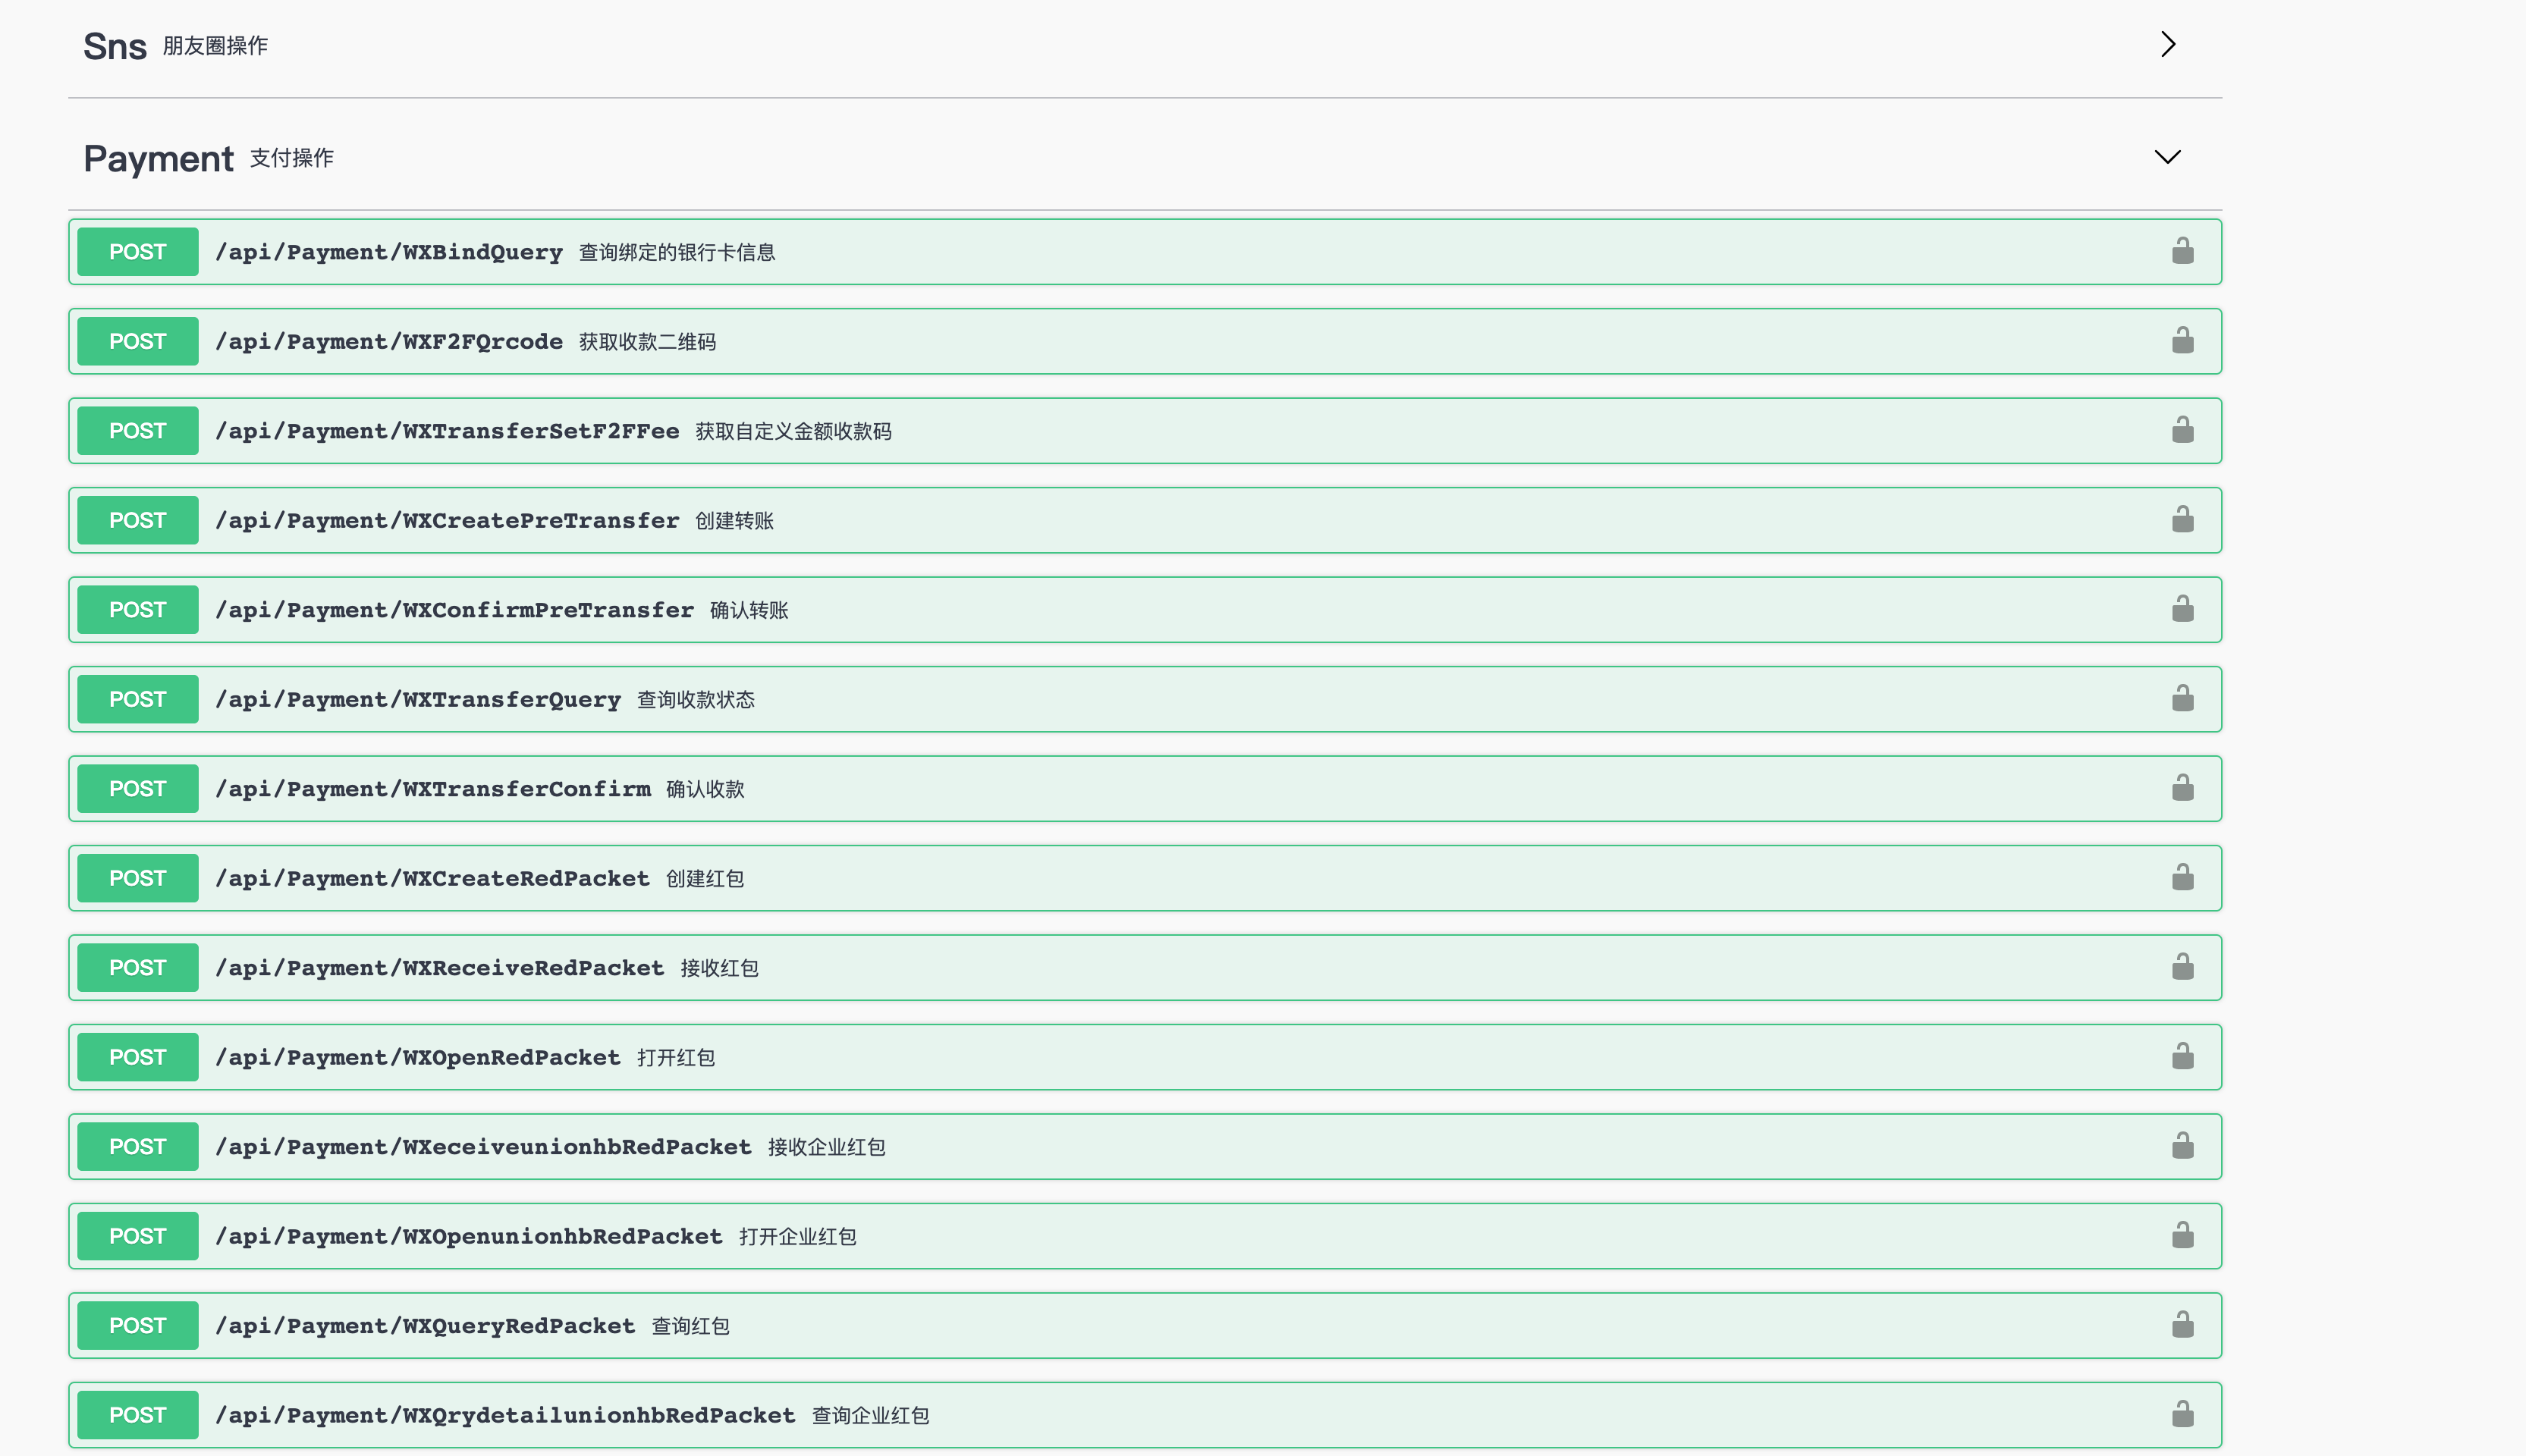 Sns 朋友圈操作
Payment 支付操作
POST /api/Payment/WXBindQuery 查询绑定的银行卡信息
POST /api/Payment/WXF2FQrcode 获取收款二维码
POST /api/Payment/WXTransferSetF2FFee 获取自定义金额收款码
POST /api/Payment/WXCreatePreTransfer 创建转账
POST /api/Payment/WXConfirmPreTransfer 确认转账
POST /api/Payment/WXTransferQuery 查询收款状态
POST /api/Payment/WXTransferConfirm 确认收款
POST /api/Payment/WXCreateRedPacket 创建红包
POST /api/Payment/WXReceiveRedPacket 接收红包
POST /api/Payment/WXOpenRedPacket 打开红包
POST /api/Payment/WXeceiveunionhbRedPacket 接收企业红包
POST /api/Payment/WXOpenunionhbRedPacket 打开企业红包
POST /api/Payment/WXQueryRedPacket 查询红包
POST /api/Payment/WXQrydetailunionhbRedPacket 查询企业红包